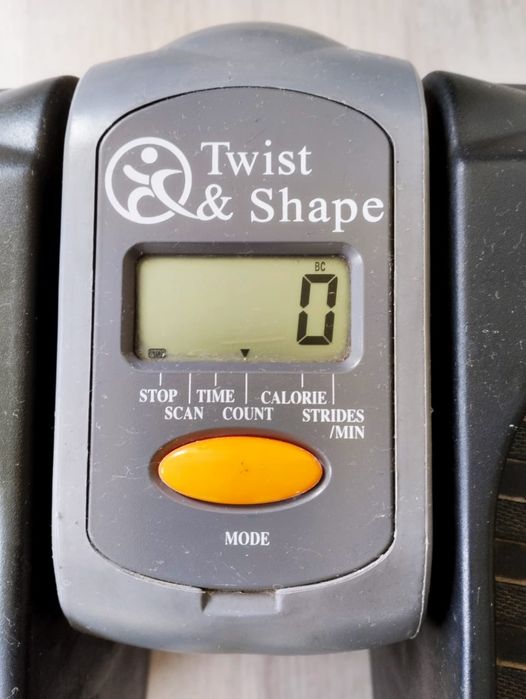 Twist
& Shape
BC
0
STOP TIME CALORIE
SCAN COUNT STRIDES
/MIN
MODE